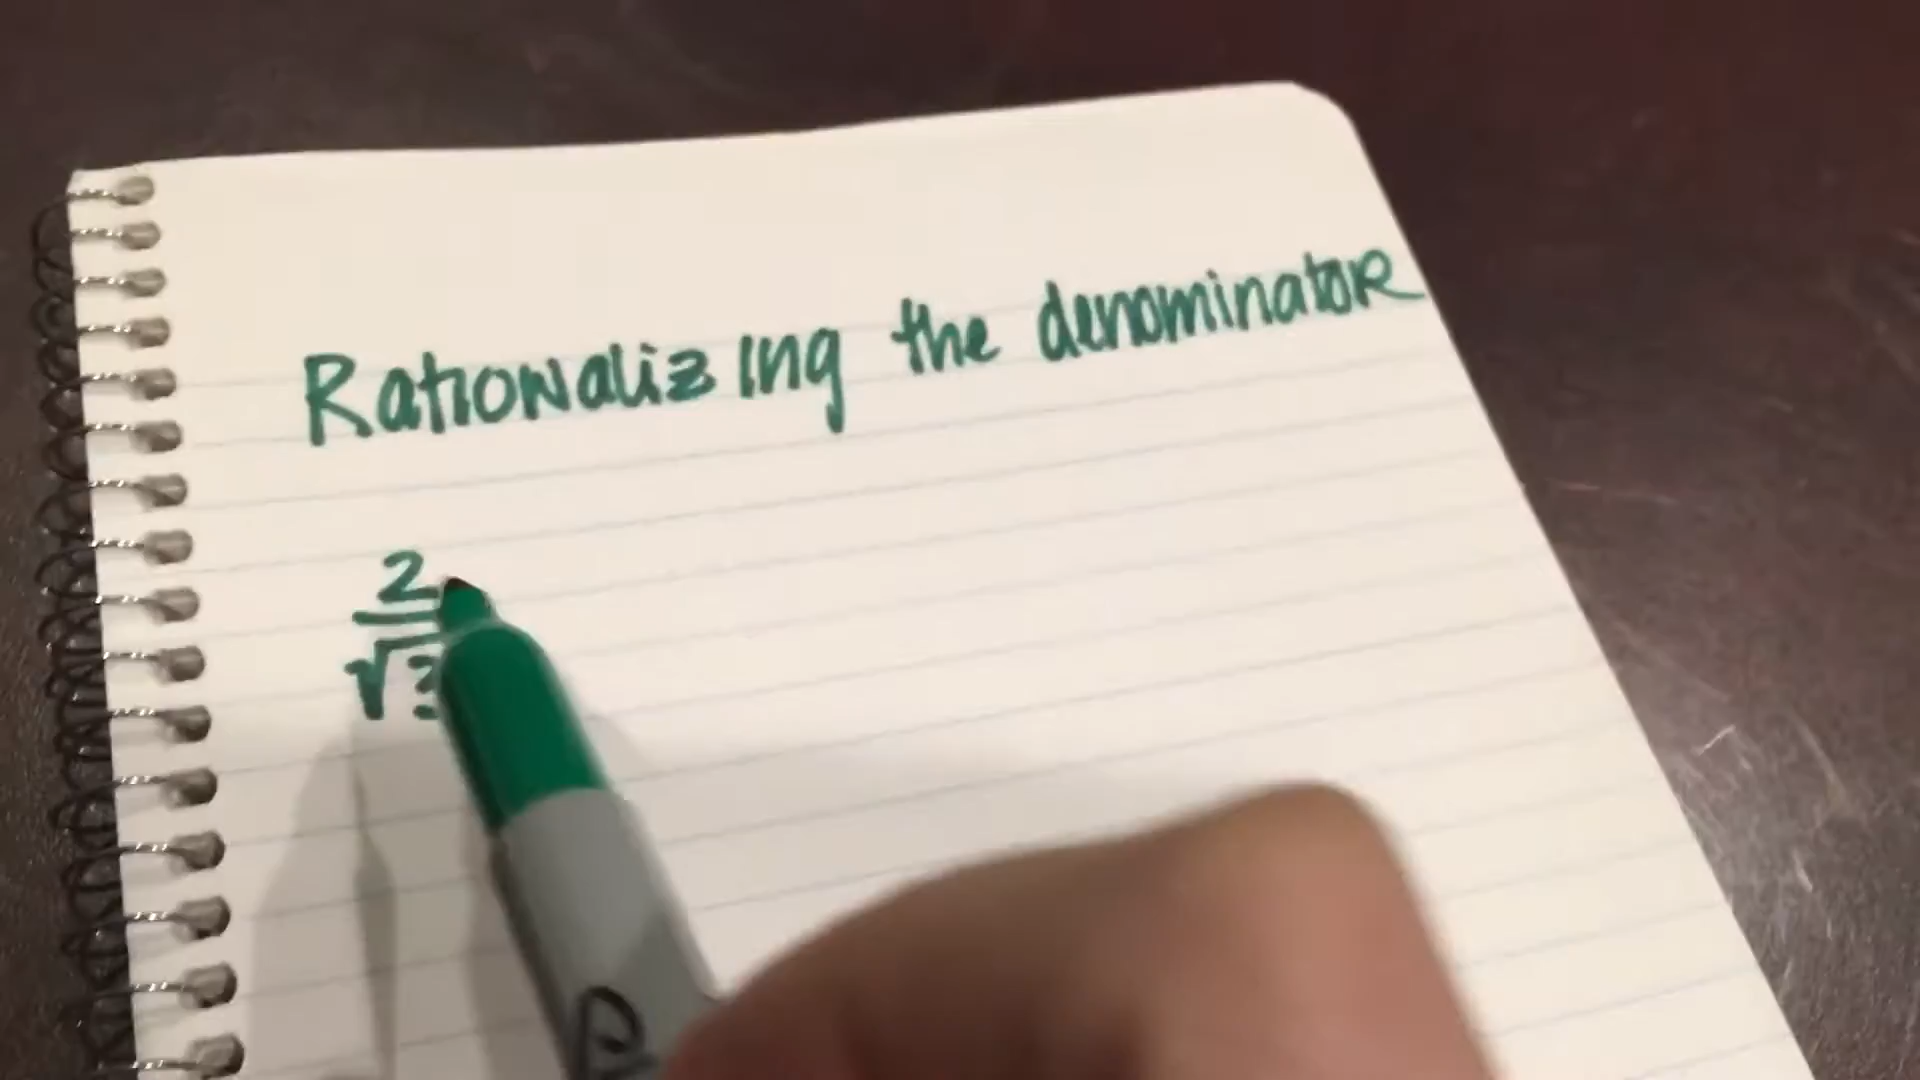 Rationalizing the denominator
2
√3